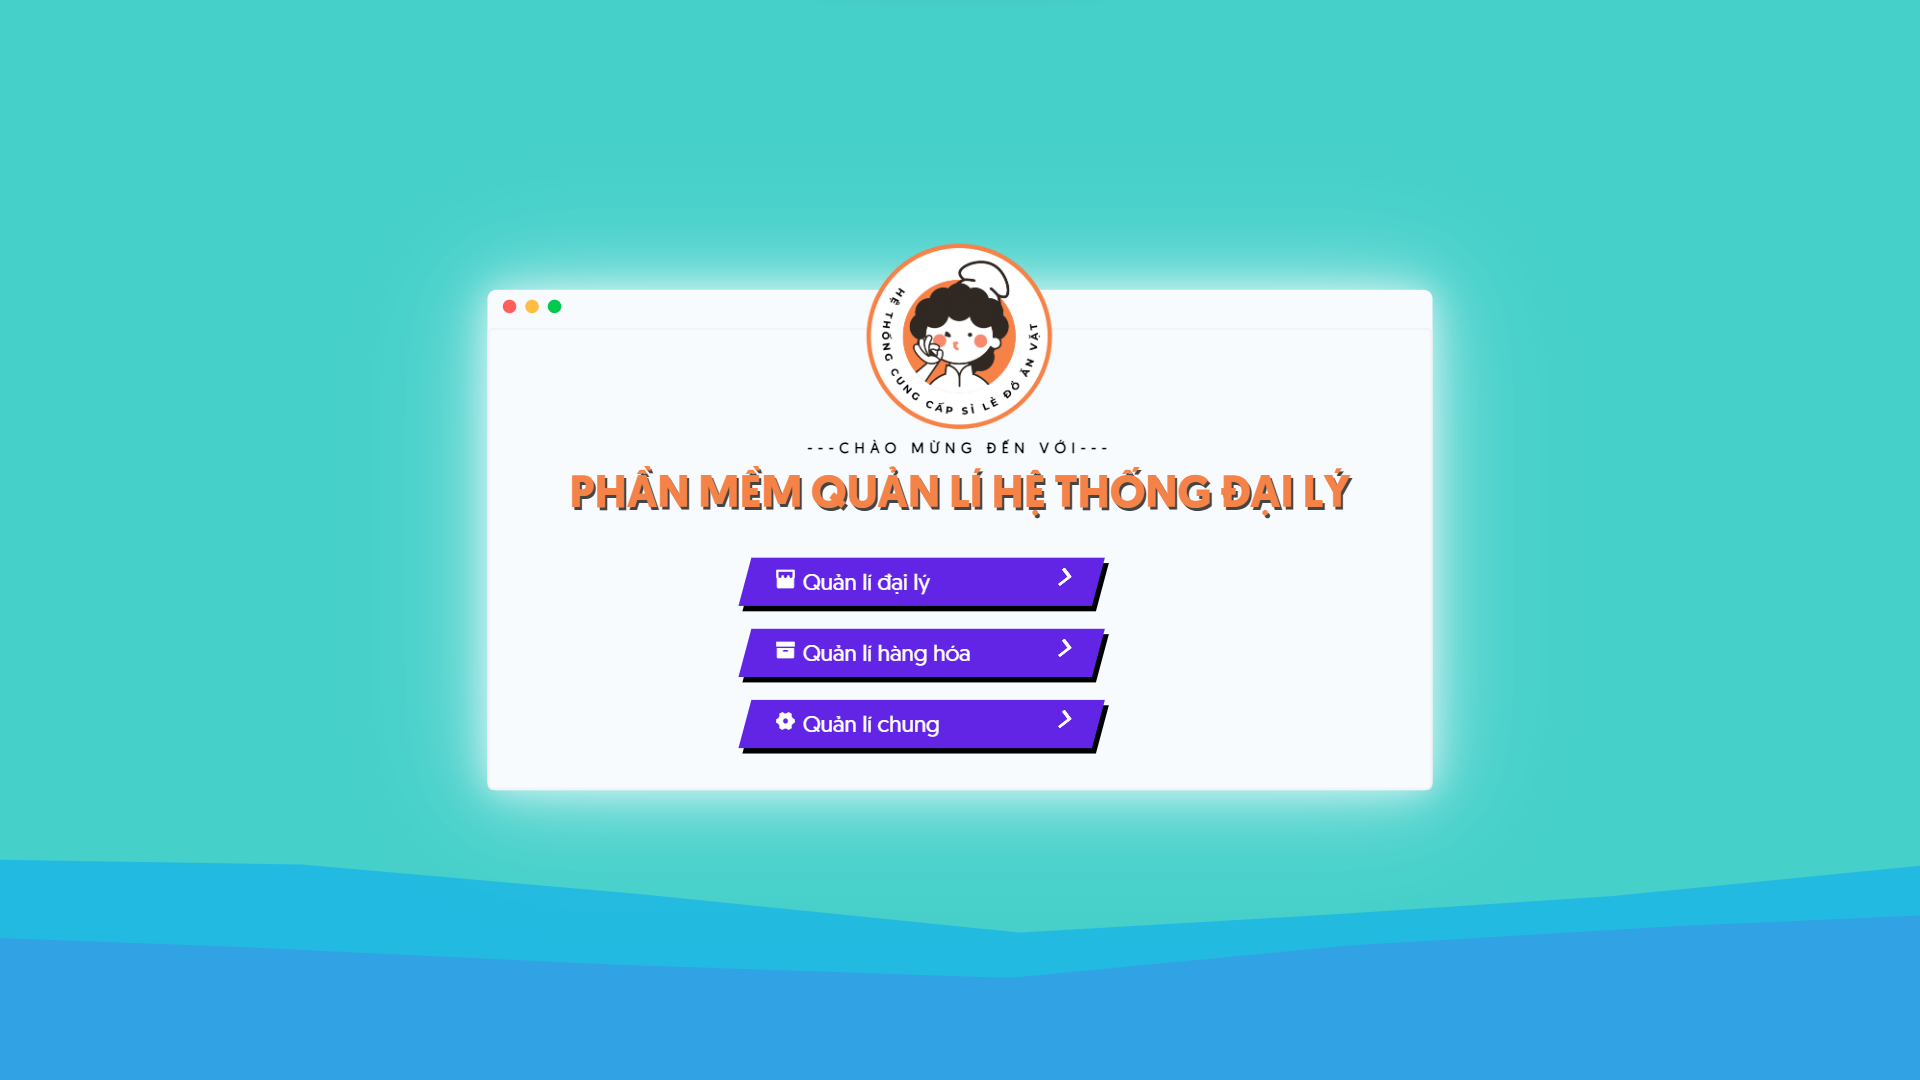 HỆ THỐNG CUNG CẤP SỈ LẺ ĐỒ ĂN VẶT
---CHÀO MỪNG ĐẾN VỚI---
PHẦN MỀM QUẢN LÍ HỆ THỐNG ĐẠI LÝ
Quản lí đại lý
Quản lí hàng hóa
Quản lí chung